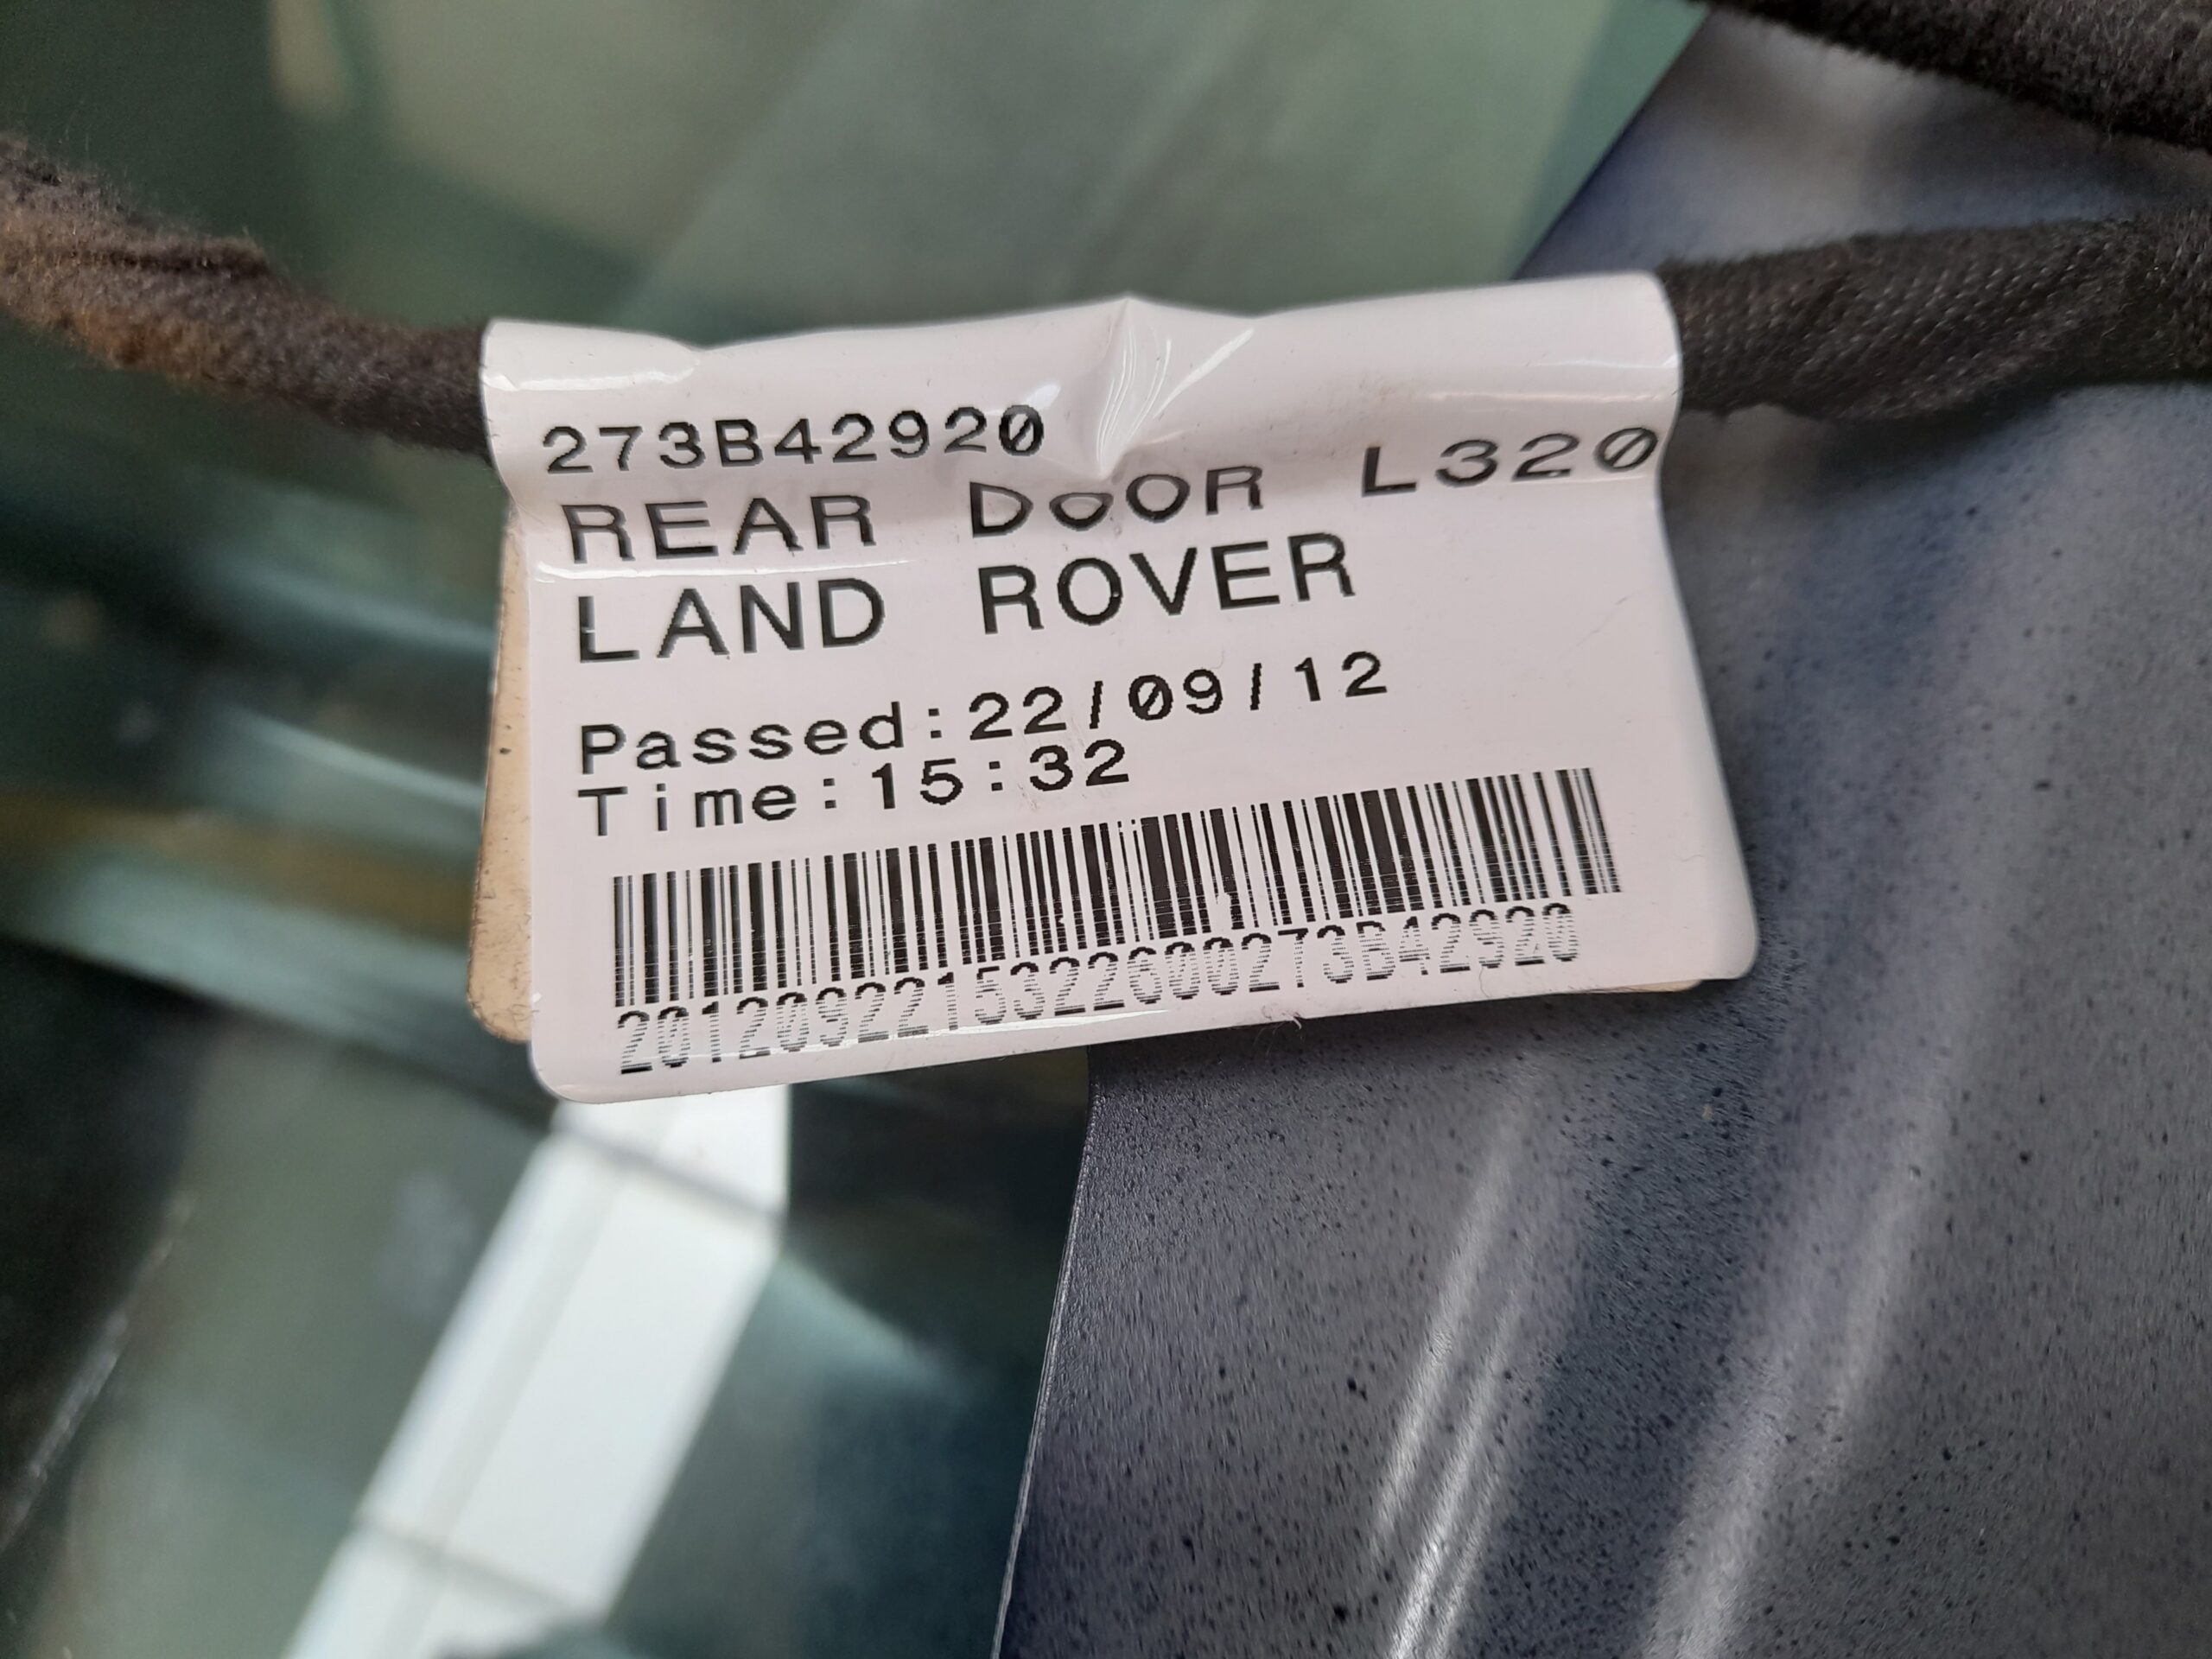 273B42920
REAR DOOR L320
LAND ROVER
Passed:22/09/12
Time:15:32
2012092215322600273B42920